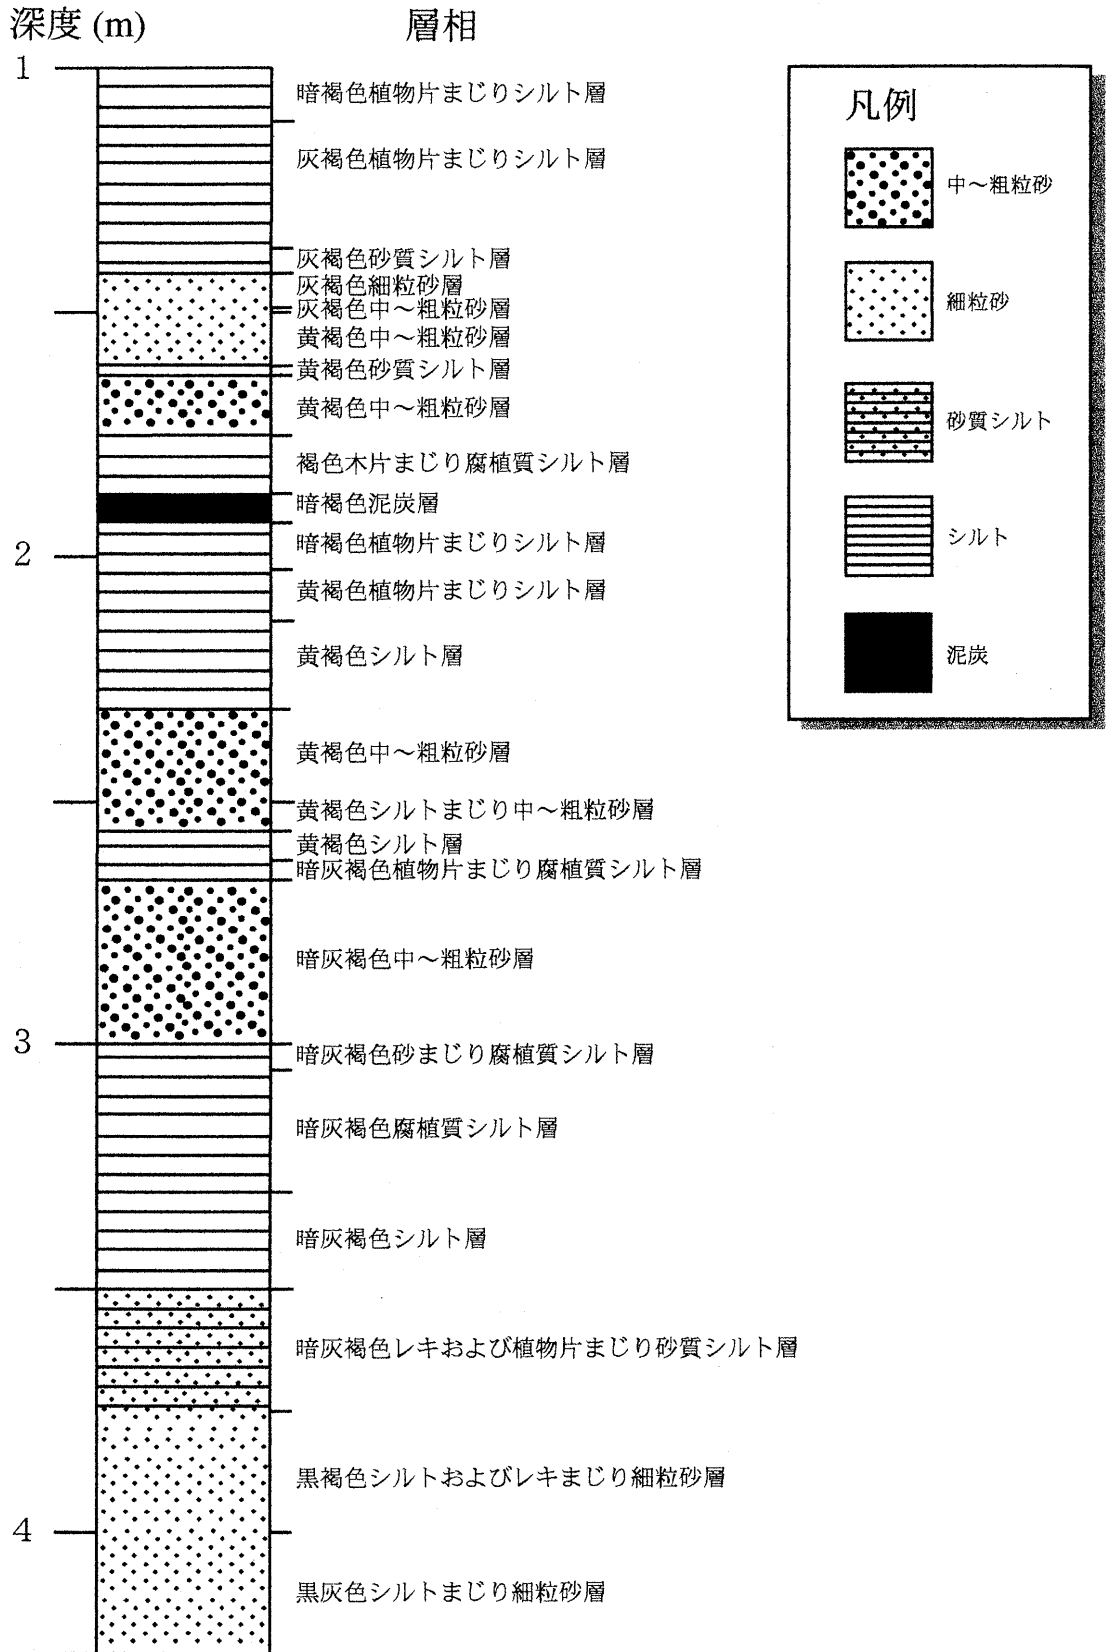 深度 (m)
層相
1
暗褐色植物片まじりシルト層
灰褐色植物片まじりシルト層
灰褐色砂質シルト層
灰褐色細粒砂層
灰褐色中〜粗粒砂層
黄褐色中〜粗粒砂層
黄褐色砂質シルト層
黄褐色中〜粗粒砂層
褐色木片まじり腐植質シルト層
暗褐色泥炭層
暗褐色植物片まじりシルト層
2
黄褐色植物片まじりシルト層
黄褐色シルト層
黄褐色中〜粗粒砂層
黄褐色シルトまじり中〜粗粒砂層
黄褐色シルト層
暗灰褐色植物片まじり腐植質シルト層
暗灰褐色中〜粗粒砂層
3
暗灰褐色砂まじり腐植質シルト層
暗灰褐色腐植質シルト層
暗灰褐色シルト層
暗灰褐色レキおよび植物片まじり砂質シルト層
黒褐色シルトおよびレキまじり細粒砂層
4
黒灰色シルトまじり細粒砂層
凡例
中〜粗粒砂
細粒砂
砂質シルト
シルト
泥炭